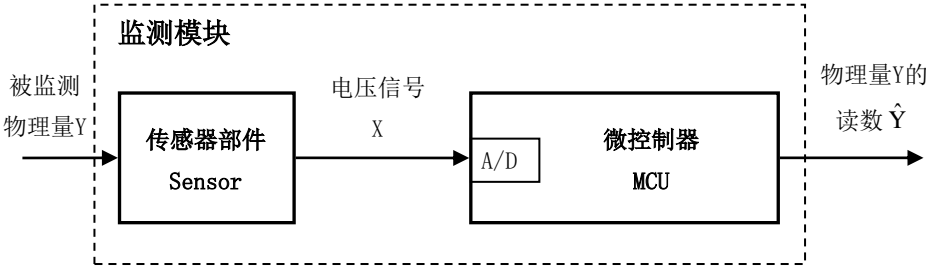 监测模块
被监测
物理量Y
传感器部件
Sensor
电压信号
X
A/D
微控制器
MCU
物理量Y的
读数 Ŷ